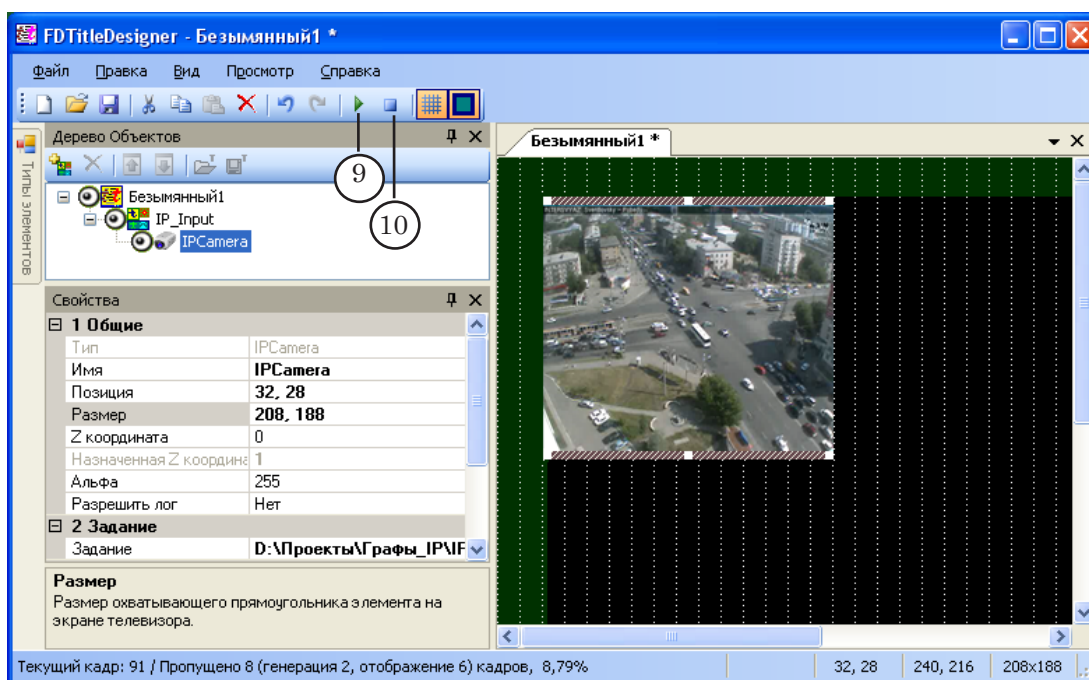 FDTitleDesigner - Безымянный1 *
Файл Правка Вид Просмотр Справка
Типы элементов
Дерево Объектов
Безымянный1
IP_Input
IPCamera
9
10
Безымянный1 *
Свойства
1 Общие
Тип IPCamera
Имя IPCamera
Позиция 32, 28
Размер 208, 188
Z координата 0
Назначенная Z координа 1
Альфа 255
Разрешить лог Нет
2 Задание
Задание D:\Проекты\Графы_IP\IF
Размер
Размер охватывающего прямоугольника элемента на
экране телевизора.
Текущий кадр: 91 / Пропущено 8 (генерация 2, отображение 6) кадров, 8,79% 32, 28 240, 216 208x188